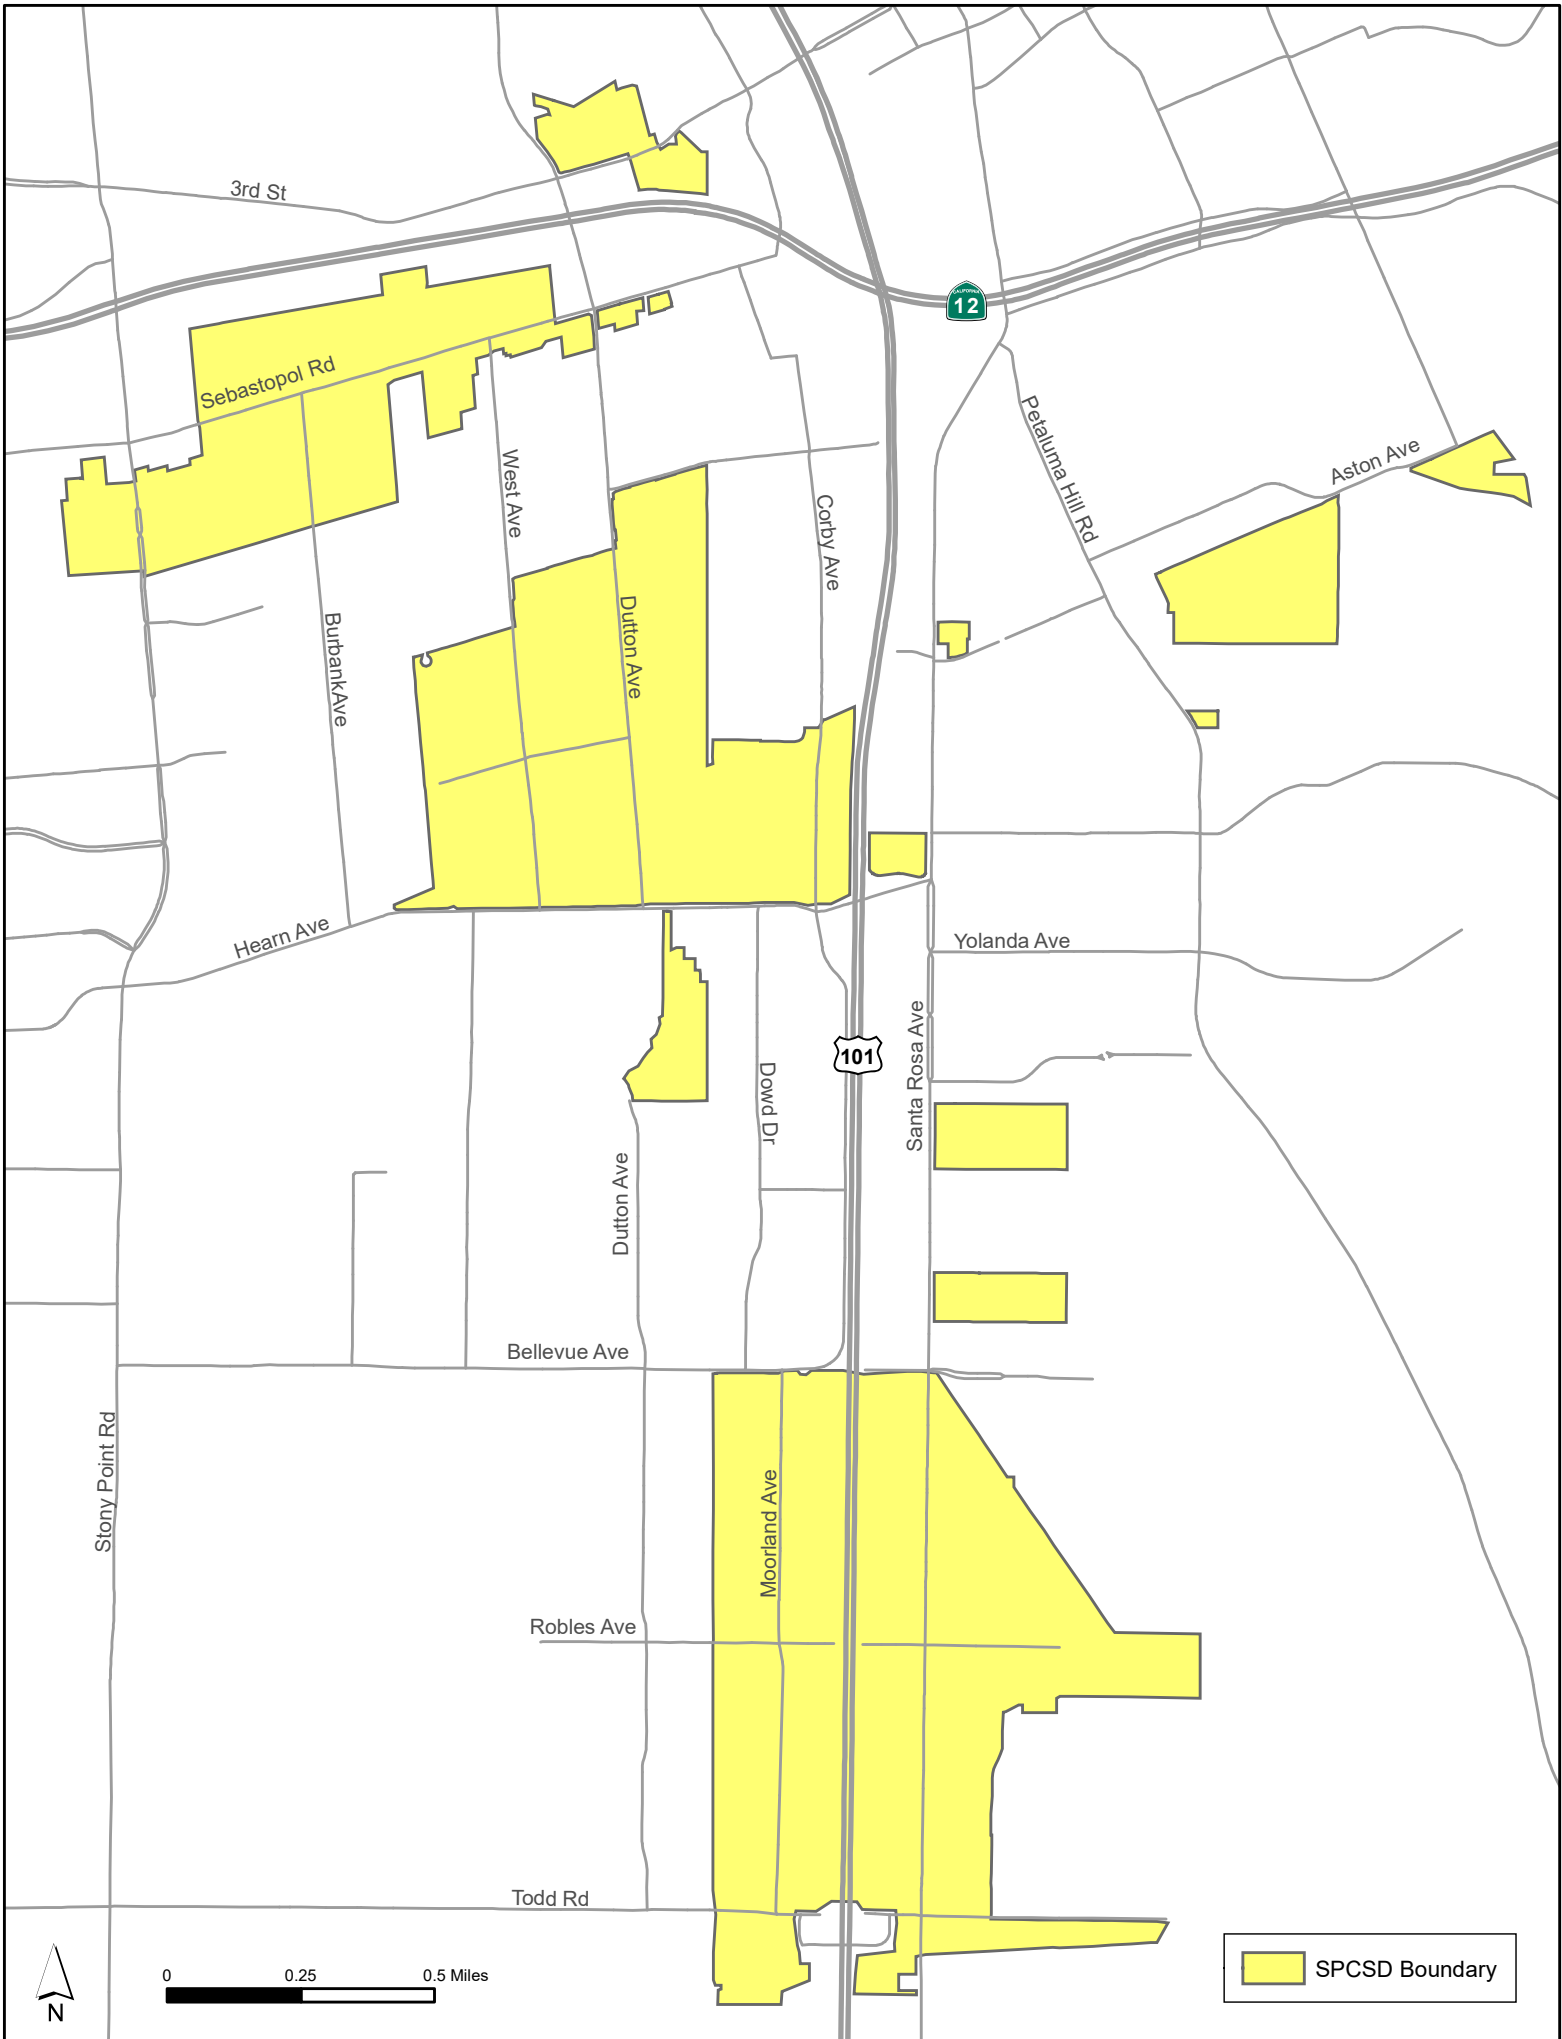 3rd St
CALIFORNIA
12
Sebastopol Rd
Petaluma Hill Rd
Aston Ave
West Ave
Corby Ave
Dutton Ave
BurbankAve
Hearn Ave
Yolanda Ave
Santa Rosa Ave
101
Dowd Dr
Dutton Ave
Bellevue Ave
Stony Point Rd
Moorland Ave
Robles Ave
Todd Rd
0 0.25 0.5 Miles
N
SPCSD Boundary